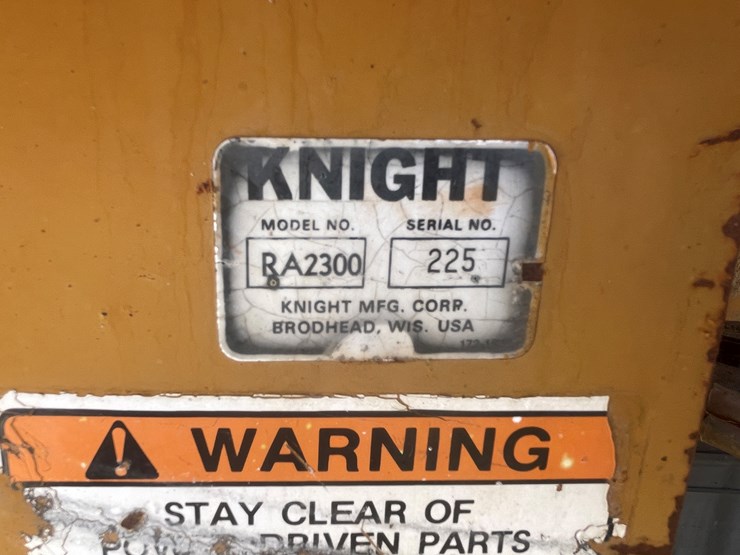 KNIGHT
MODEL NO. SERIAL NO.
RA2300 225
KNIGHT MFG. CORP.
BRODHEAD, WIS. USA
WARNING
STAY CLEAR OF
DRIVEN PARTS